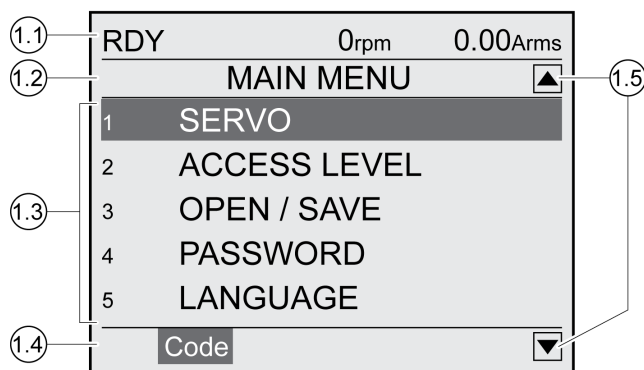 1.1 RDY 0rpm 0.00Arms
1.2 MAIN MENU ▲ 1.5
1 SERVO
2 ACCESS LEVEL
1.3 3 OPEN / SAVE
4 PASSWORD
5 LANGUAGE
1.4 Code ▼